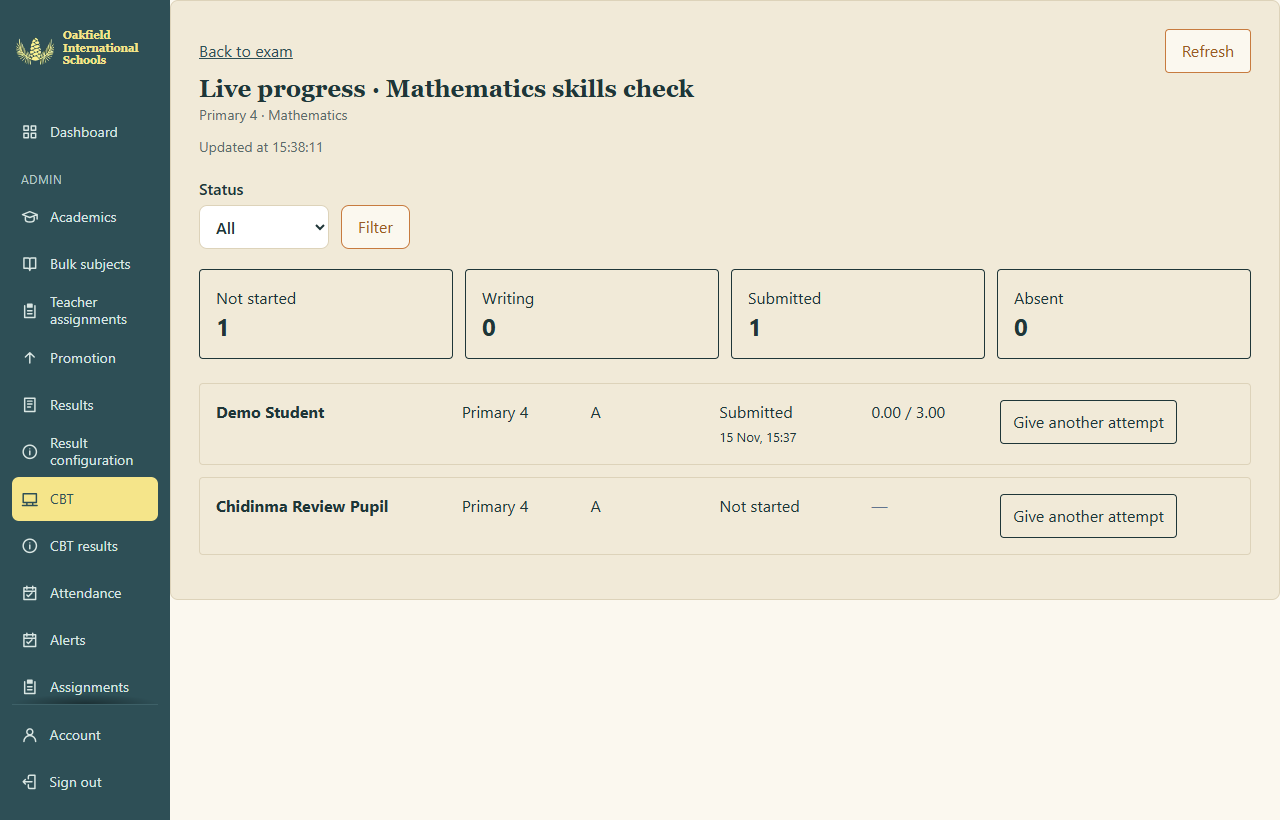 Oakfield
International
Schools
Dashboard
ADMIN
Academics
Bulk subjects
Teacher
assignments
Promotion
Results
Result
configuration
CBT
CBT results
Attendance
Alerts
Assignments
Account
Sign out
Back to exam
Refresh
Live progress · Mathematics skills check
Primary 4 · Mathematics
Updated at 15:38:11
Status
All
Filter
Not started
1
Writing
0
Submitted
1
Absent
0
Demo Student Primary 4 A Submitted 0.00 / 3.00 Give another attempt
15 Nov, 15:37
Chidinma Review Pupil Primary 4 A Not started — Give another attempt